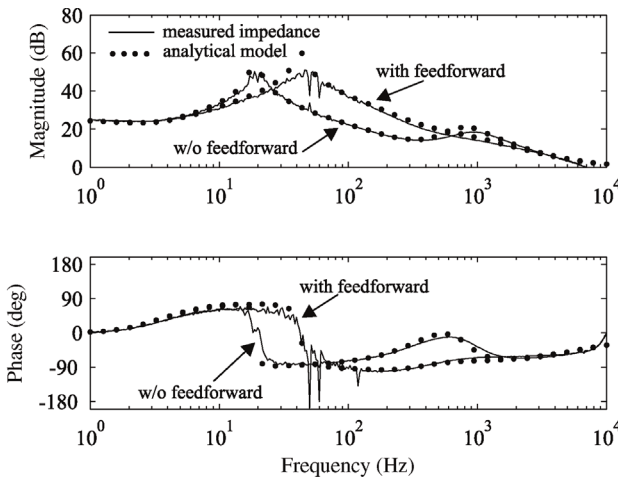 80
60
40
20
0
Magnitude (dB)
measured impedance
analytical model
with feedforward
w/o feedforward
10^0
10^1
10^2
10^3
10^4
180
90
0
-90
-180
Phase (deg)
with feedforward
w/o feedforward
10^0
10^1
10^2
10^3
10^4
Frequency (Hz)